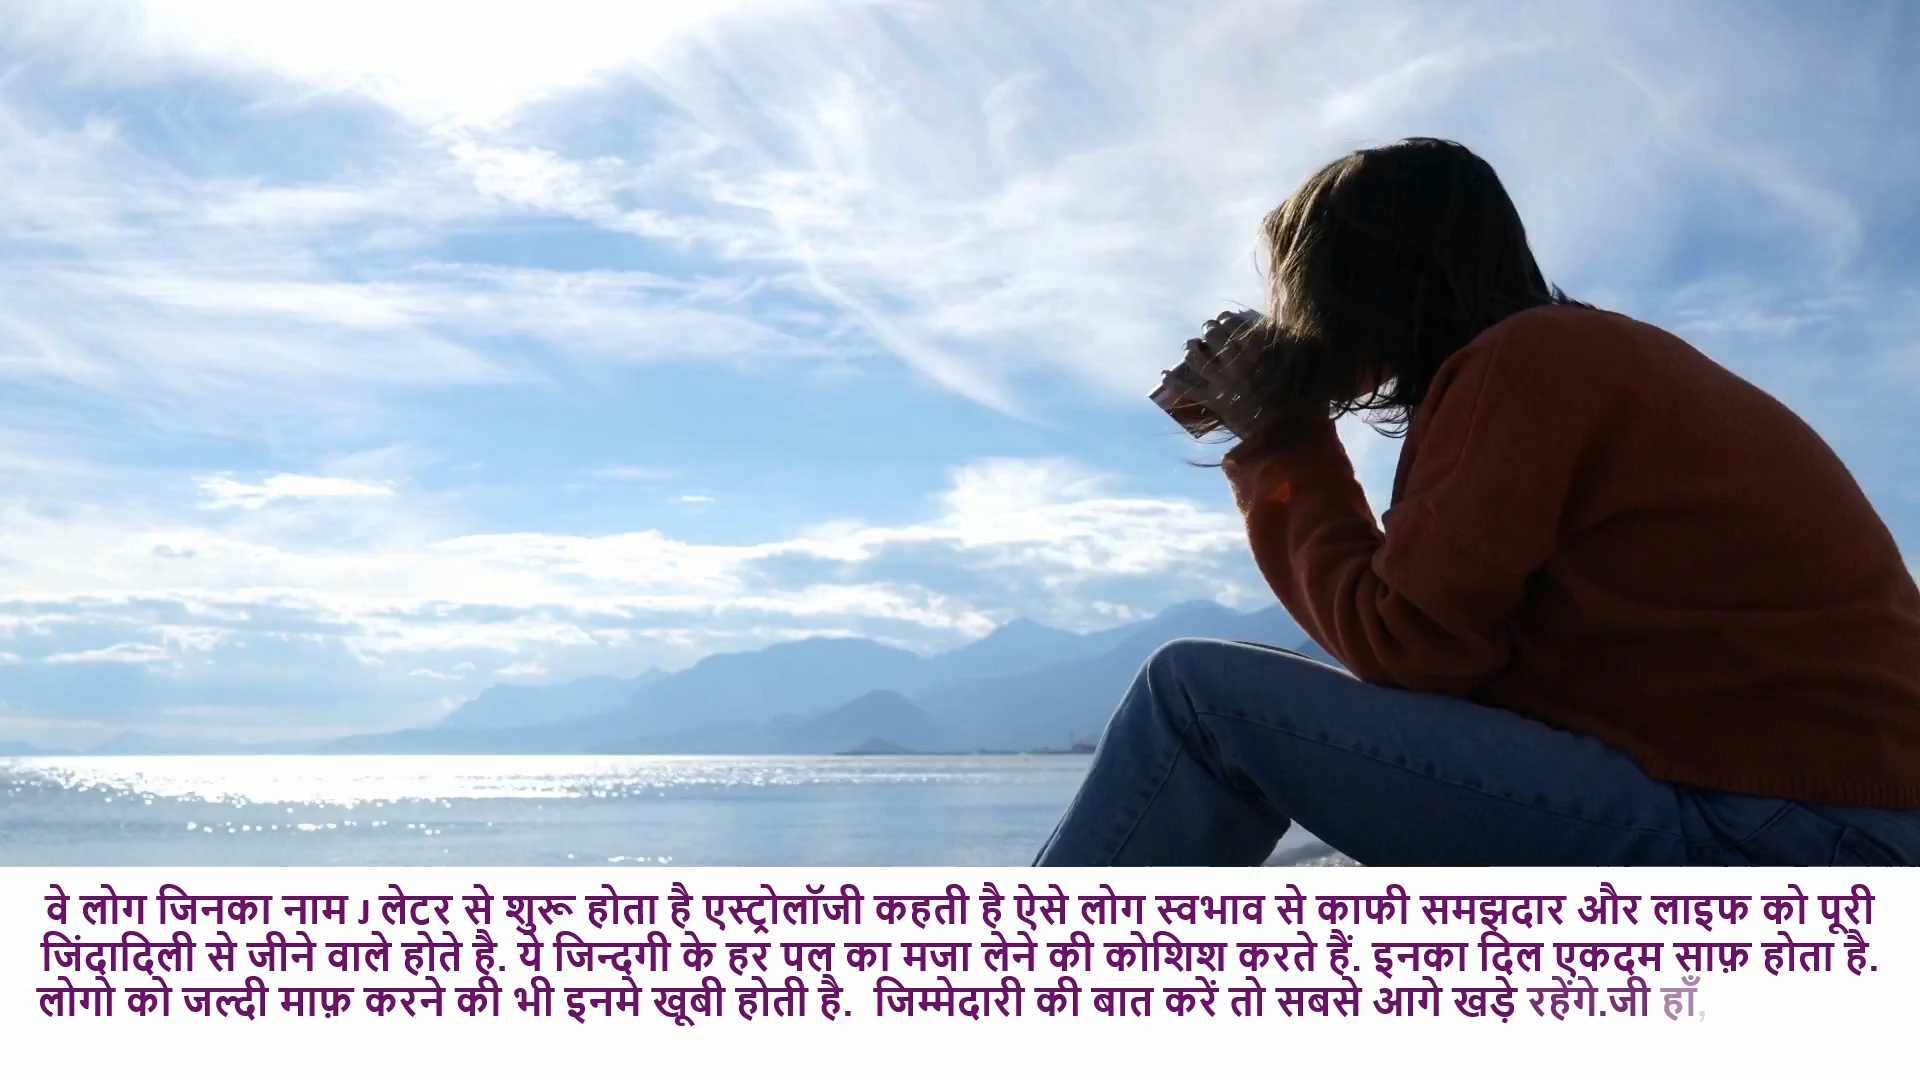 वे लोग जिनका नाम J लेटर से शुरू होता है एस्ट्रोलॉजी कहती है ऐसे लोग स्वभाव से काफी समझदार और लाइफ को पूरी
जिंदादिली से जीने वाले होते है. ये जिन्दगी के हर पल का मजा लेने की कोशिश करते हैं. इनका दिल एकदम साफ़ होता है.
लोगो को जल्दी माफ़ करने की भी इनमे खूबी होती है. जिम्मेदारी की बात करें तो सबसे आगे खड़े रहेंगे.जी हाँ,